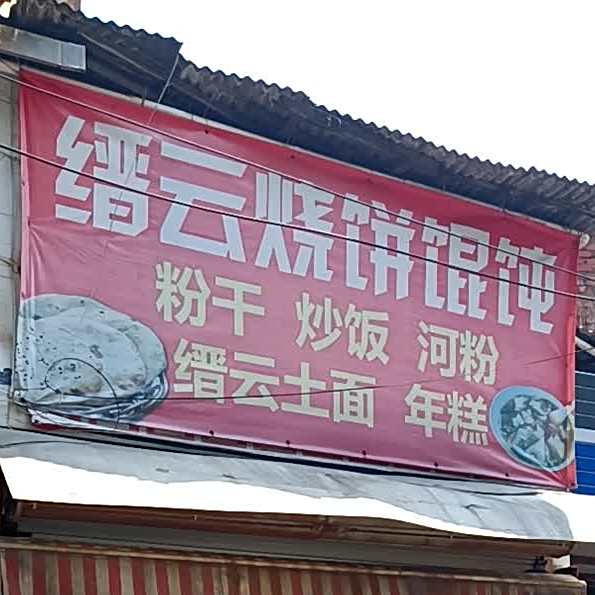 缙云烧饼馄饨
粉干 炒饭 河粉
缙云土面 年糕